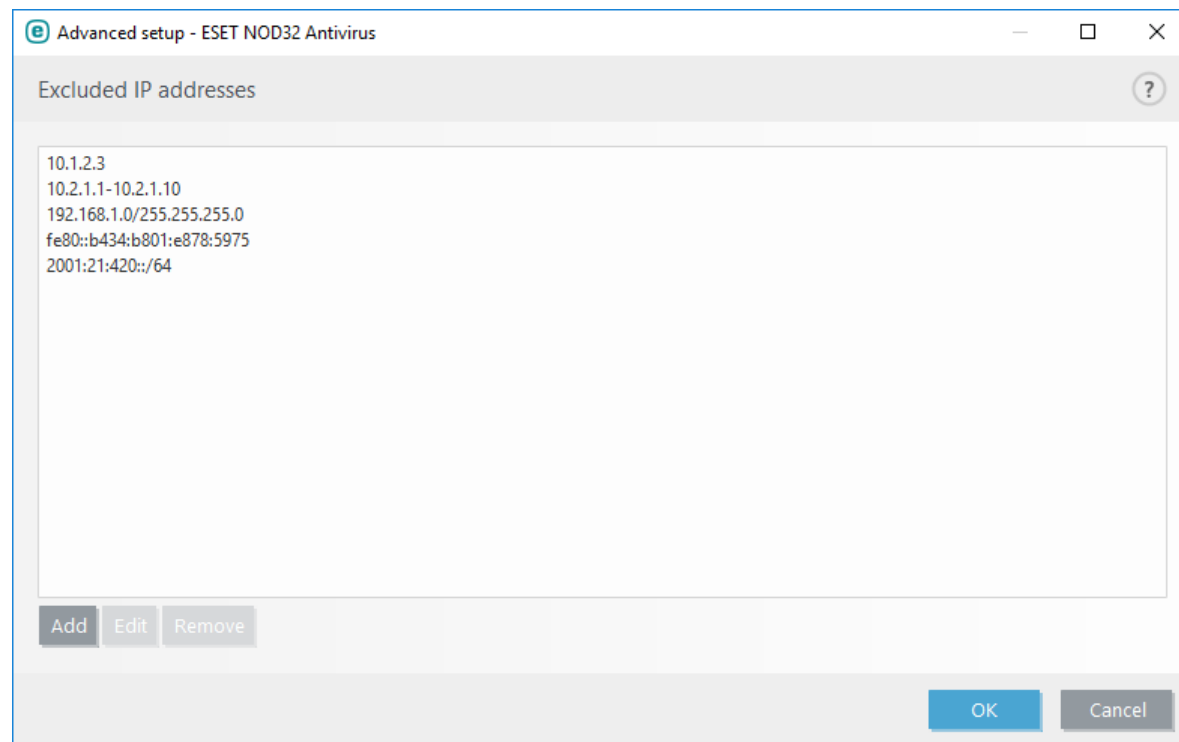 Advanced setup - ESET NOD32 Antivirus
Excluded IP addresses
?
10.1.2.3
10.2.1.1-10.2.1.10
192.168.1.0/255.255.255.0
fe80::b434:b801:e878:5975
2001:21:420::/64
Add Edit Remove
OK Cancel